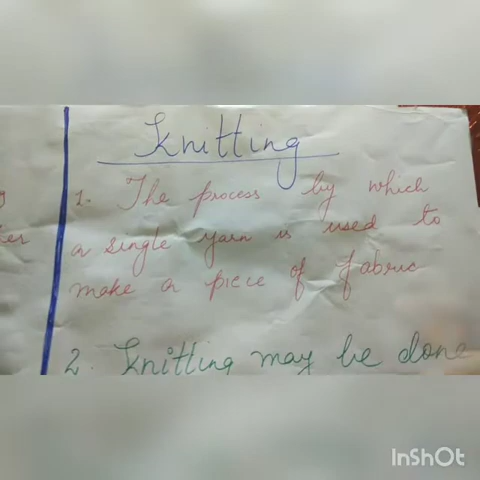 Knitting
1. The process by which
a single yarn is used to
make a piece of fabric
2. Knitting may be done
InShOt